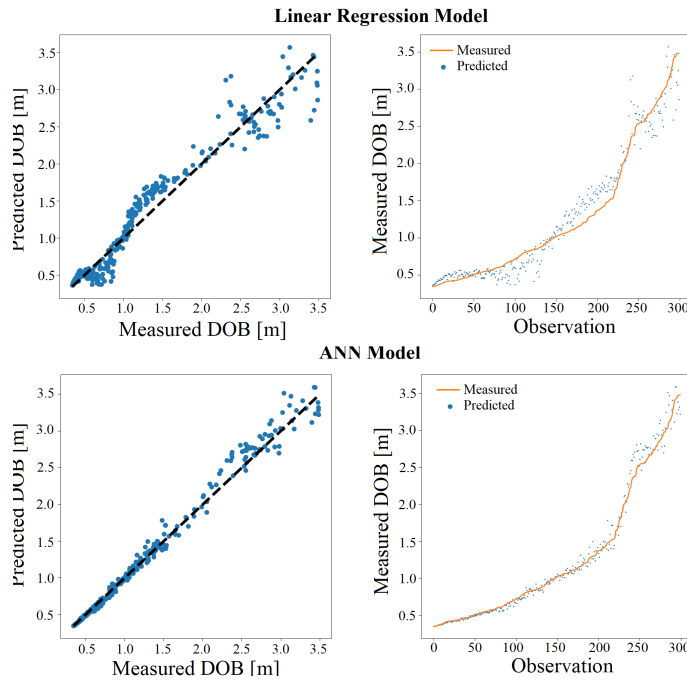 Linear Regression Model
3.5
3.0
2.5
2.0
1.5
1.0
0.5
Predicted DOB [m]
0.5 1.0 1.5 2.0 2.5 3.0 3.5
Measured DOB [m]
3.5
3.0
2.5
2.0
1.5
1.0
0.5
Measured DOB [m]
Measured
Predicted
0 50 100 150 200 250 300
Observation
ANN Model
3.5
3.0
2.5
2.0
1.5
1.0
0.5
Predicted DOB [m]
0.5 1.0 1.5 2.0 2.5 3.0 3.5
Measured DOB [m]
3.5
3.0
2.5
2.0
1.5
1.0
0.5
Measured DOB [m]
Measured
Predicted
0 50 100 150 200 250 300
Observation